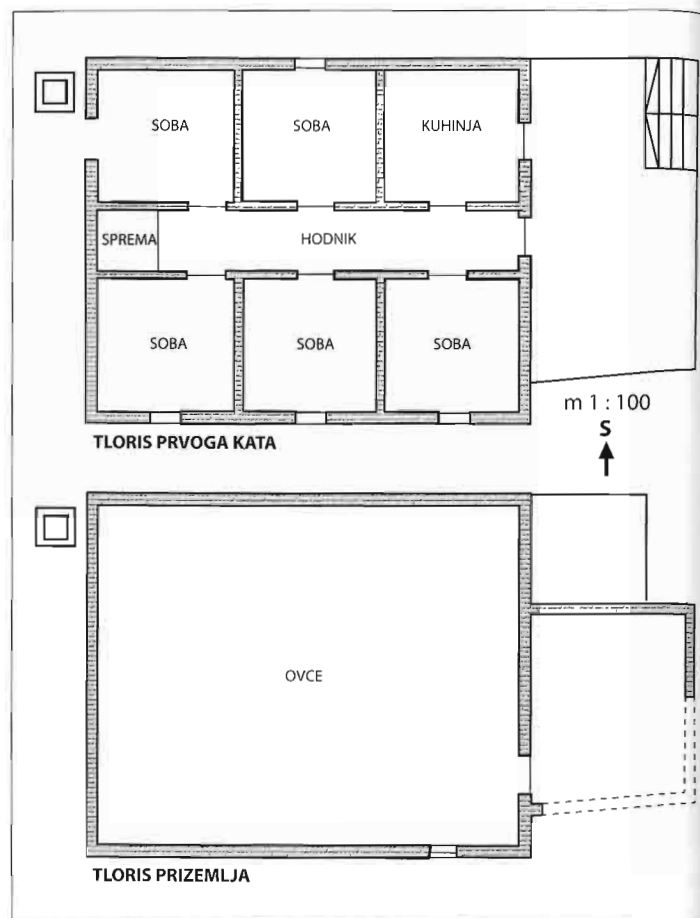 SOBA
SOBA
KUHINJA
SPREMA
HODNIK
SOBA
SOBA
SOBA
m 1 : 100
S
TLORIS PRVOGA KATA
OVCE
TLORIS PRIZEMLJA